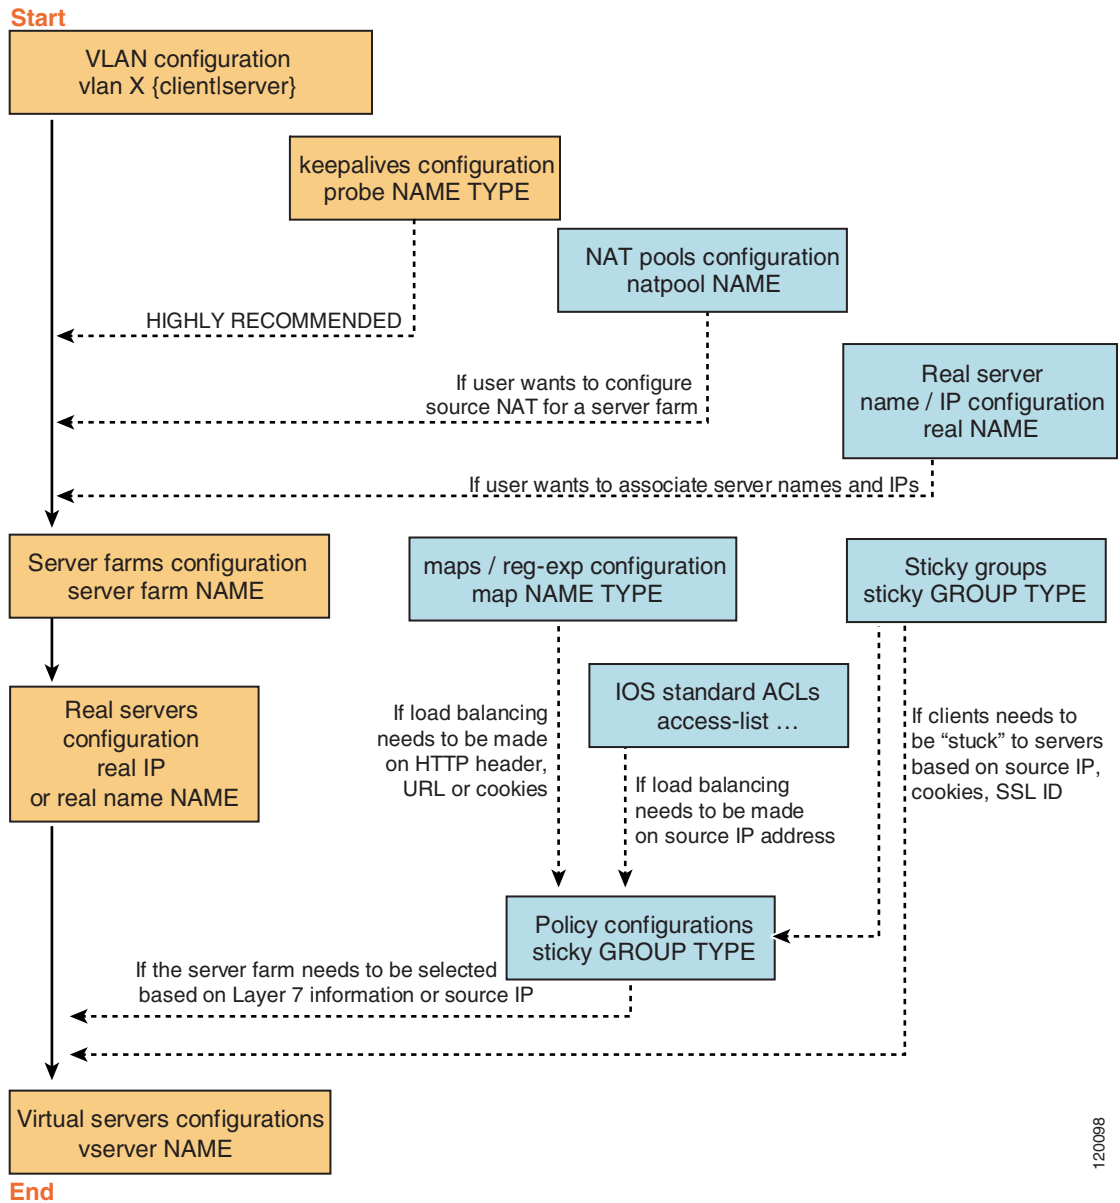 Start
VLAN configuration
vlan X {client|server}
keepalives configuration
probe NAME TYPE
NAT pools configuration
natpool NAME
HIGHLY RECOMMENDED
If user wants to configure
source NAT for a server farm
Real server
name / IP configuration
real NAME
If user wants to associate server names and IPs
Server farms configuration
server farm NAME
maps / reg-exp configuration
map NAME TYPE
Sticky groups
sticky GROUP TYPE
Real servers
configuration
real IP
or real name NAME
If load balancing
needs to be made
on HTTP header,
URL or cookies
IOS standard ACLs
access-list ...
If load balancing
needs to be made
on source IP address
If clients needs to
be “stuck” to servers
based on source IP,
cookies, SSL ID
Policy configurations
sticky GROUP TYPE
If the server farm needs to be selected
based on Layer 7 information or source IP
Virtual servers configurations
vserver NAME
End
120098